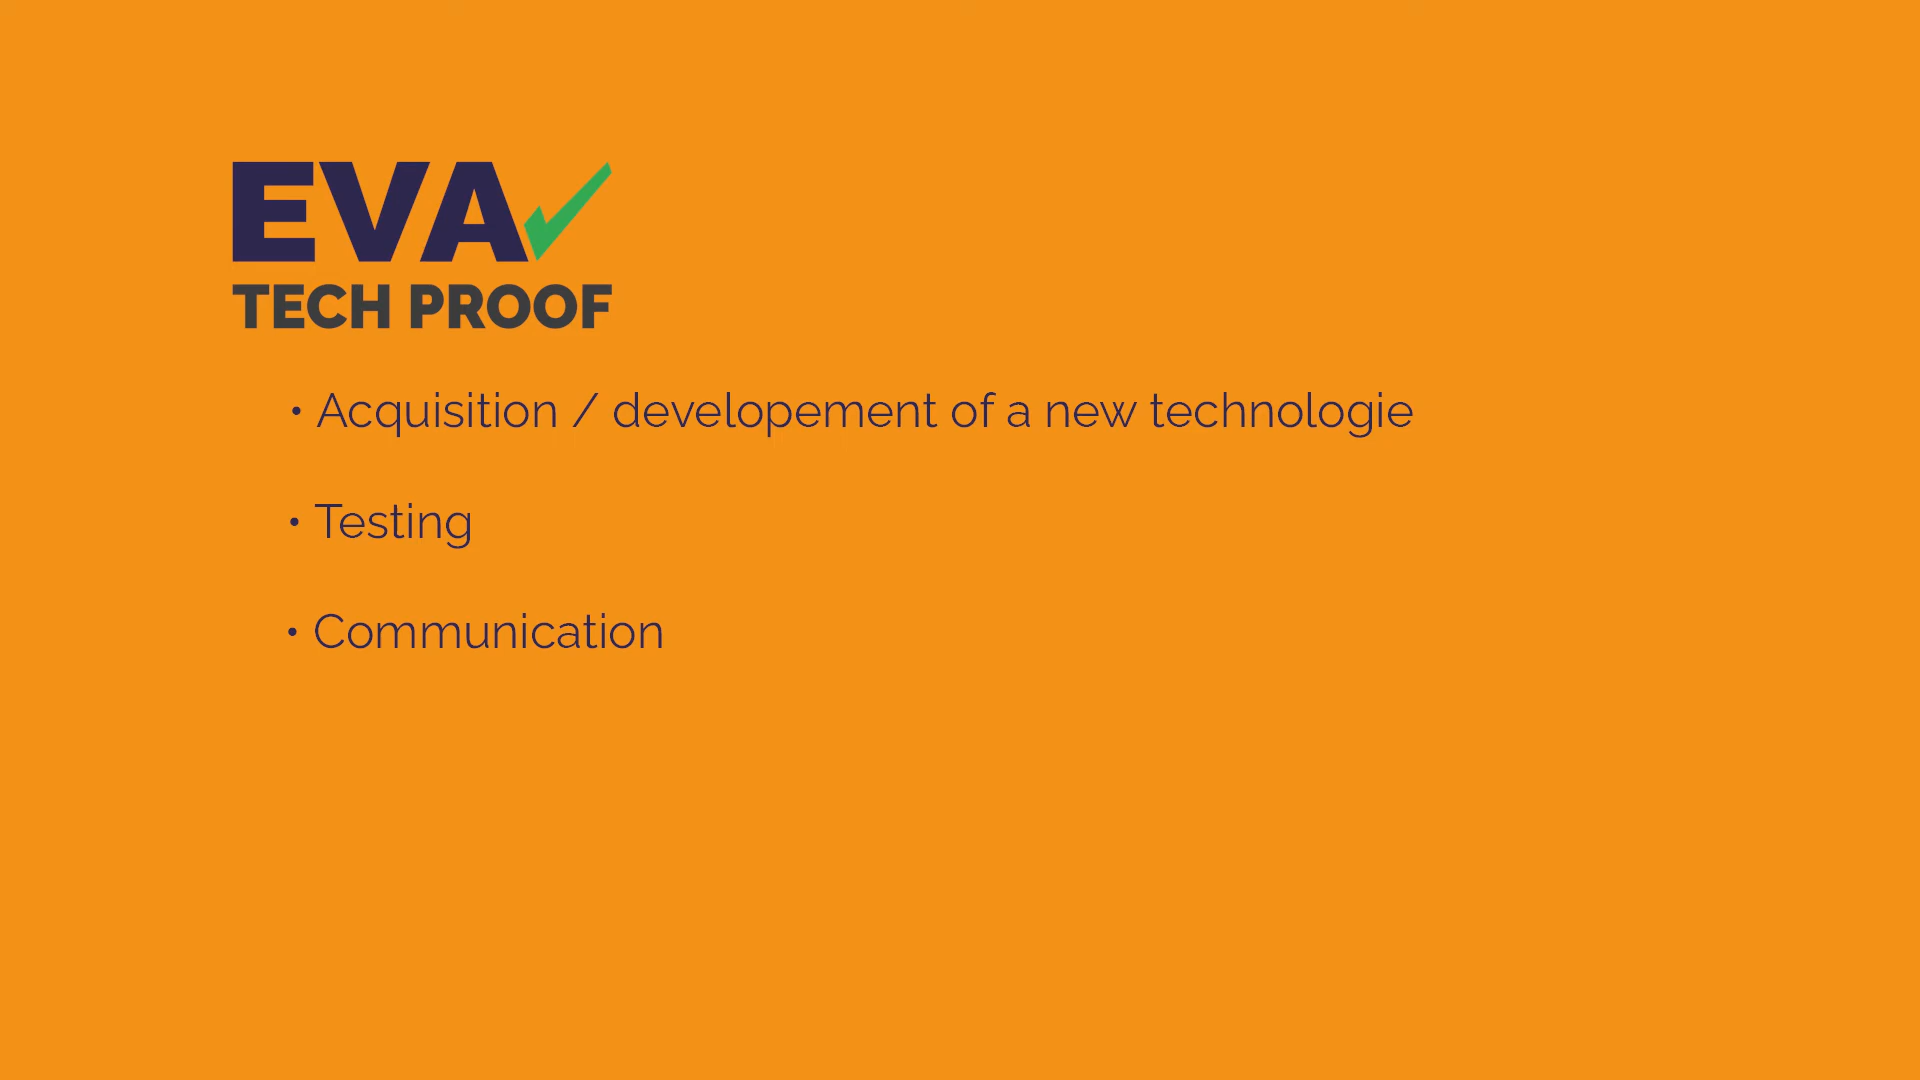 EVA
TECH PROOF
• Acquisition / developement of a new technologie
• Testing
• Communication